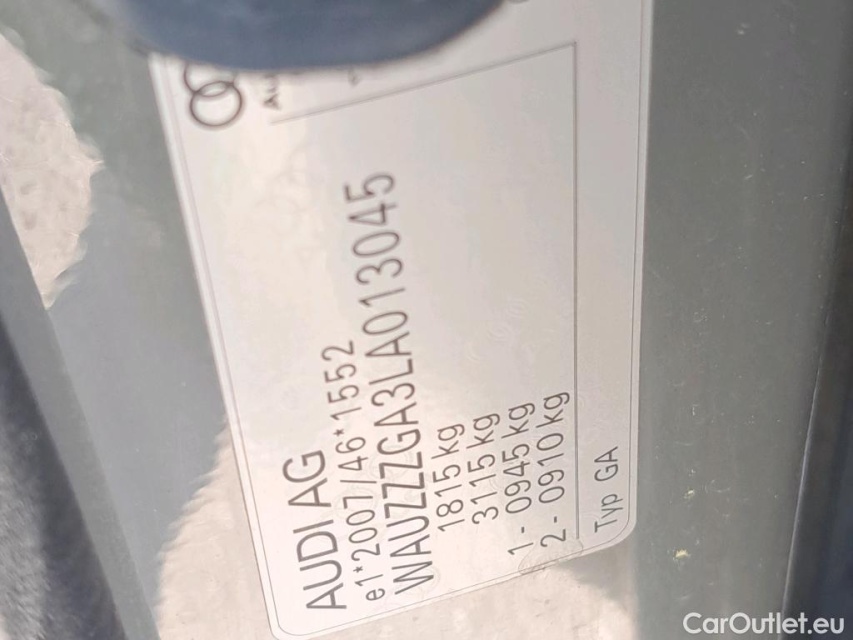 AUDI AG
e1*2007/46*1552
WAUZZZGA3LA013045
1815 kg
3115 kg
1- 0945 kg
2- 0910 kg
Typ GA
CarOutlet.eu